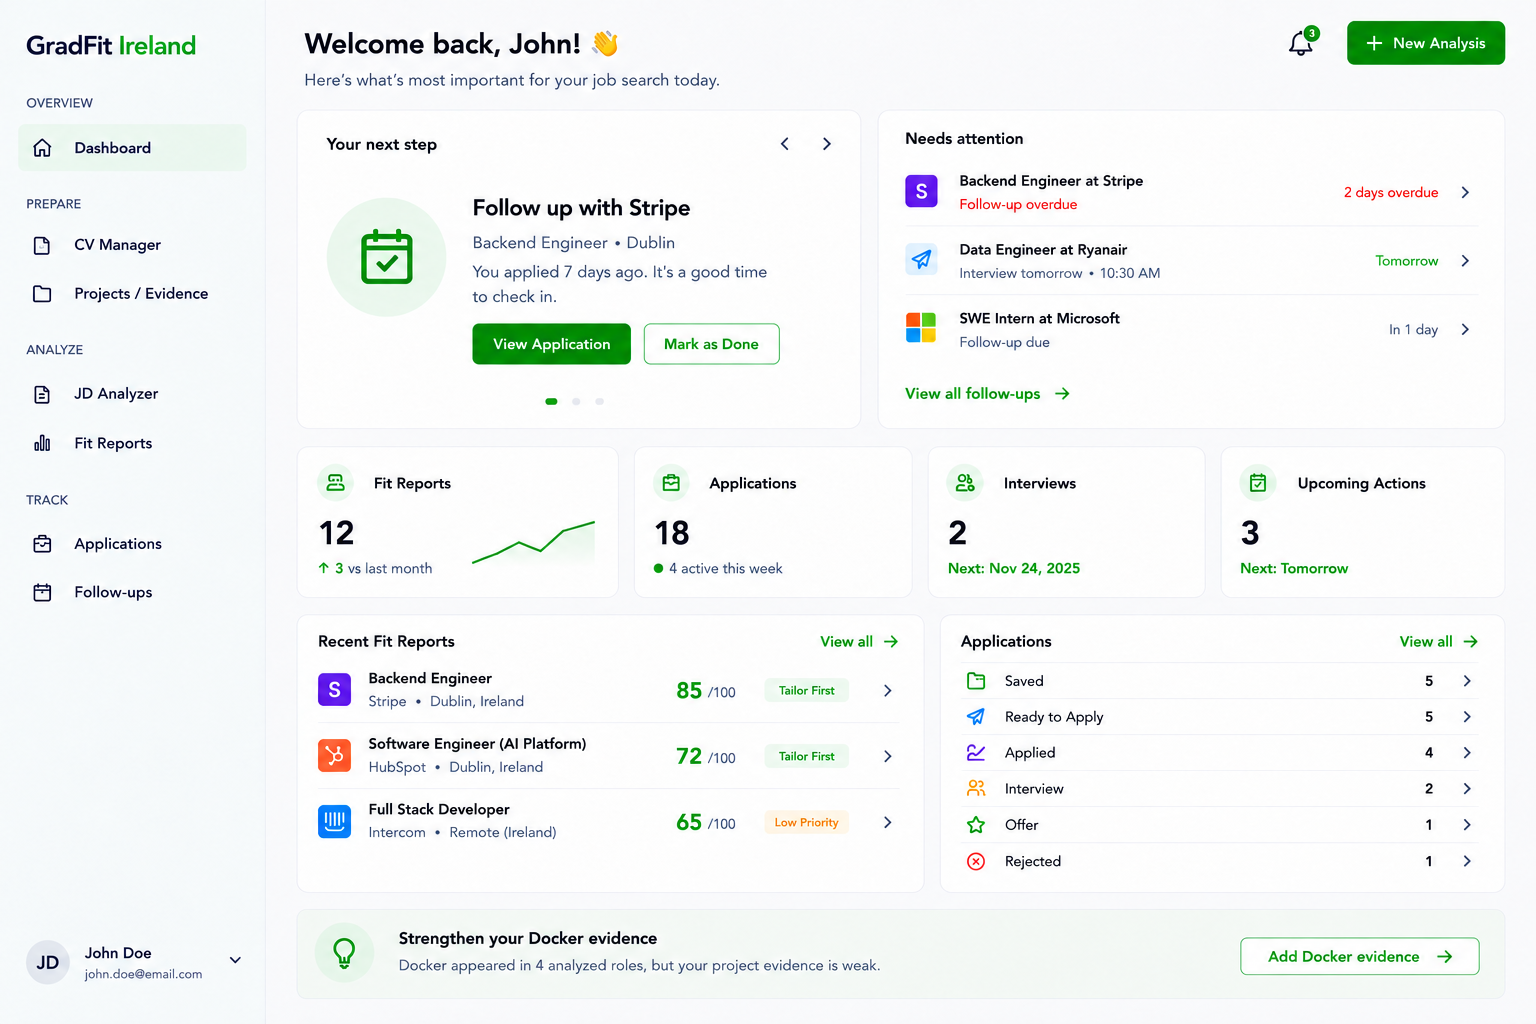 GradFit Ireland
OVERVIEW
Dashboard
PREPARE
CV Manager
Projects / Evidence
ANALYZE
JD Analyzer
Fit Reports
TRACK
Applications
Follow-ups
JD
John Doe
john.doe@email.com
Welcome back, John! 👋
Here's what's most important for your job search today.
3
+ New Analysis
Your next step
Follow up with Stripe
Backend Engineer • Dublin
You applied 7 days ago. It's a good time
to check in.
View Application
Mark as Done
Needs attention
S
Backend Engineer at Stripe
Follow-up overdue
2 days overdue
Data Engineer at Ryanair
Interview tomorrow • 10:30 AM
Tomorrow
SWE Intern at Microsoft
Follow-up due
In 1 day
View all follow-ups →
Fit Reports
12
↑ 3 vs last month
Applications
18
4 active this week
Interviews
2
Next: Nov 24, 2025
Upcoming Actions
3
Next: Tomorrow
Recent Fit Reports
View all →
S
Backend Engineer
Stripe • Dublin, Ireland
85 /100
Tailor First
Software Engineer (AI Platform)
HubSpot • Dublin, Ireland
72 /100
Tailor First
Full Stack Developer
Intercom • Remote (Ireland)
65 /100
Low Priority
Applications
View all →
Saved 5
Ready to Apply 5
Applied 4
Interview 2
Offer 1
Rejected 1
Strengthen your Docker evidence
Docker appeared in 4 analyzed roles, but your project evidence is weak.
Add Docker evidence →